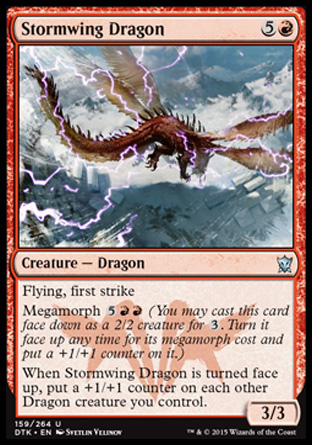 Stormwing Dragon 5
Creature — Dragon
Flying, first strike
Megamorph 5 (You may cast this
card face down as a 2/2 creature for 3. Turn it
face up any time for its megamorph cost and
put a +1/+1 counter on it.)
When Stormwing Dragon is turned face
up, put a +1/+1 counter on each other
Dragon creature you control.
3/3
159/264 U
DTK • EN Svetlin Velinov
™ & © 2015 Wizards of the Coast